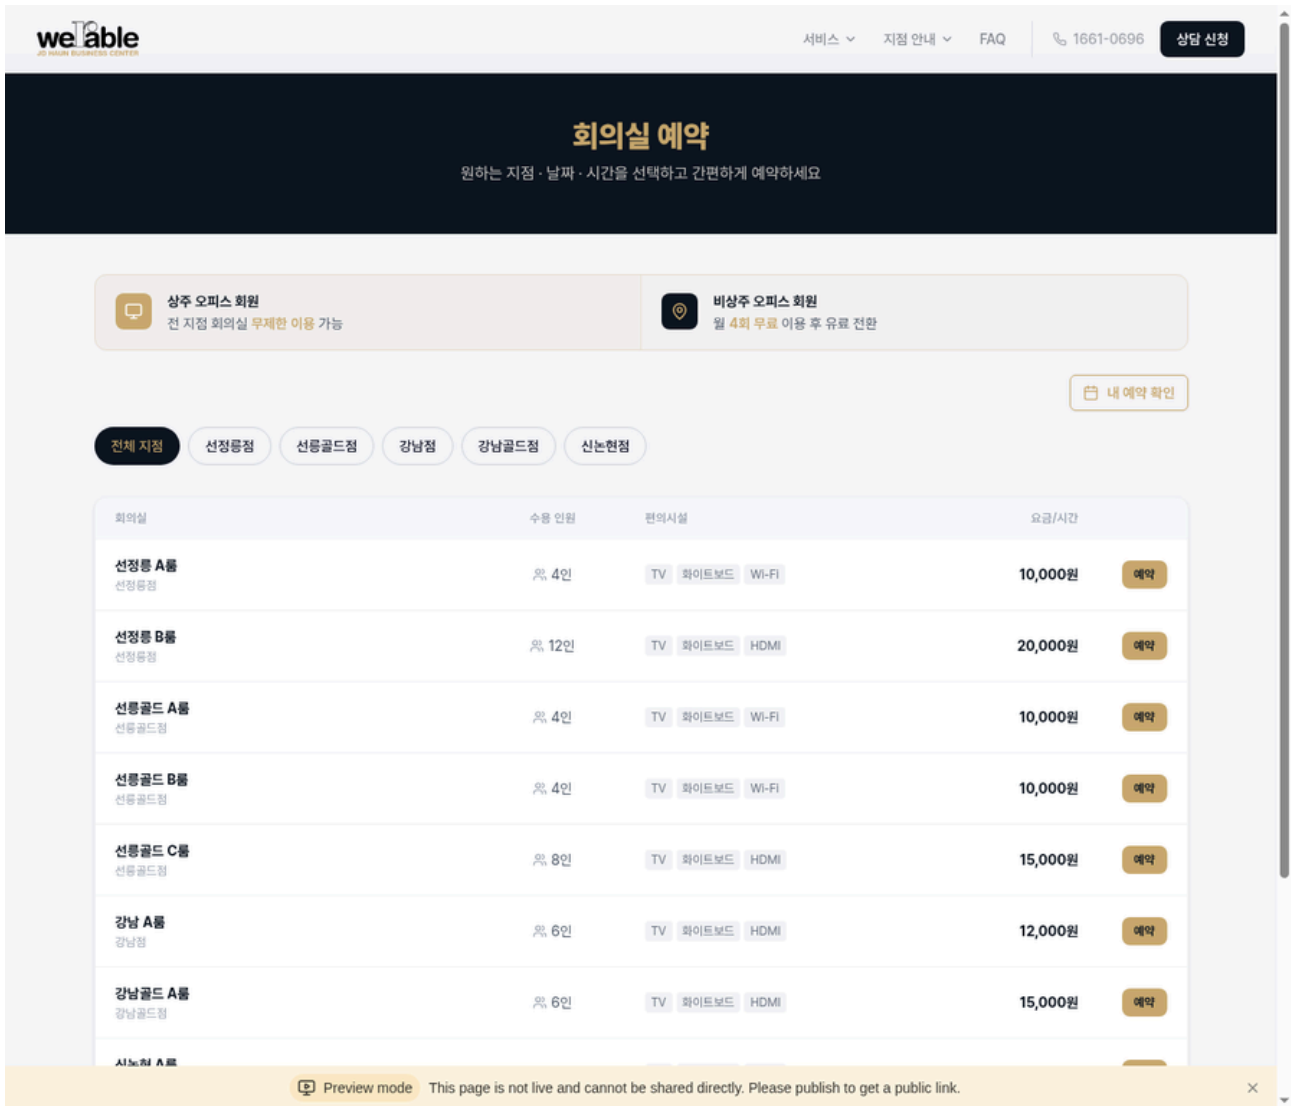 werable
JD HAUN BUSINESS CENTER
서비스
지점 안내
FAQ
1661-0696
상담 신청
회의실 예약
원하는 지점 · 날짜 · 시간을 선택하고 간편하게 예약하세요
상주 오피스 회원
전 지점 회의실 무제한 이용 가능
비상주 오피스 회원
월 4회 무료 이용 후 유료 전환
내 예약 확인
전체 지점
선정릉점
선릉골드점
강남점
강남골드점
신논현점
회의실 수용 인원 편의시설 요금/시간
선정릉 A룸
선정릉점
4인 TV 화이트보드 Wi-Fi 10,000원 예약
선정릉 B룸
선정릉점
12인 TV 화이트보드 HDMI 20,000원 예약
선릉골드 A룸
선릉골드점
4인 TV 화이트보드 Wi-Fi 10,000원 예약
선릉골드 B룸
선릉골드점
4인 TV 화이트보드 Wi-Fi 10,000원 예약
선릉골드 C룸
선릉골드점
8인 TV 화이트보드 HDMI 15,000원 예약
강남 A룸
강남점
6인 TV 화이트보드 HDMI 12,000원 예약
강남골드 A룸
강남골드점
6인 TV 화이트보드 HDMI 15,000원 예약
신논현 A룸
Preview mode This page is not live and cannot be shared directly. Please publish to get a public link.